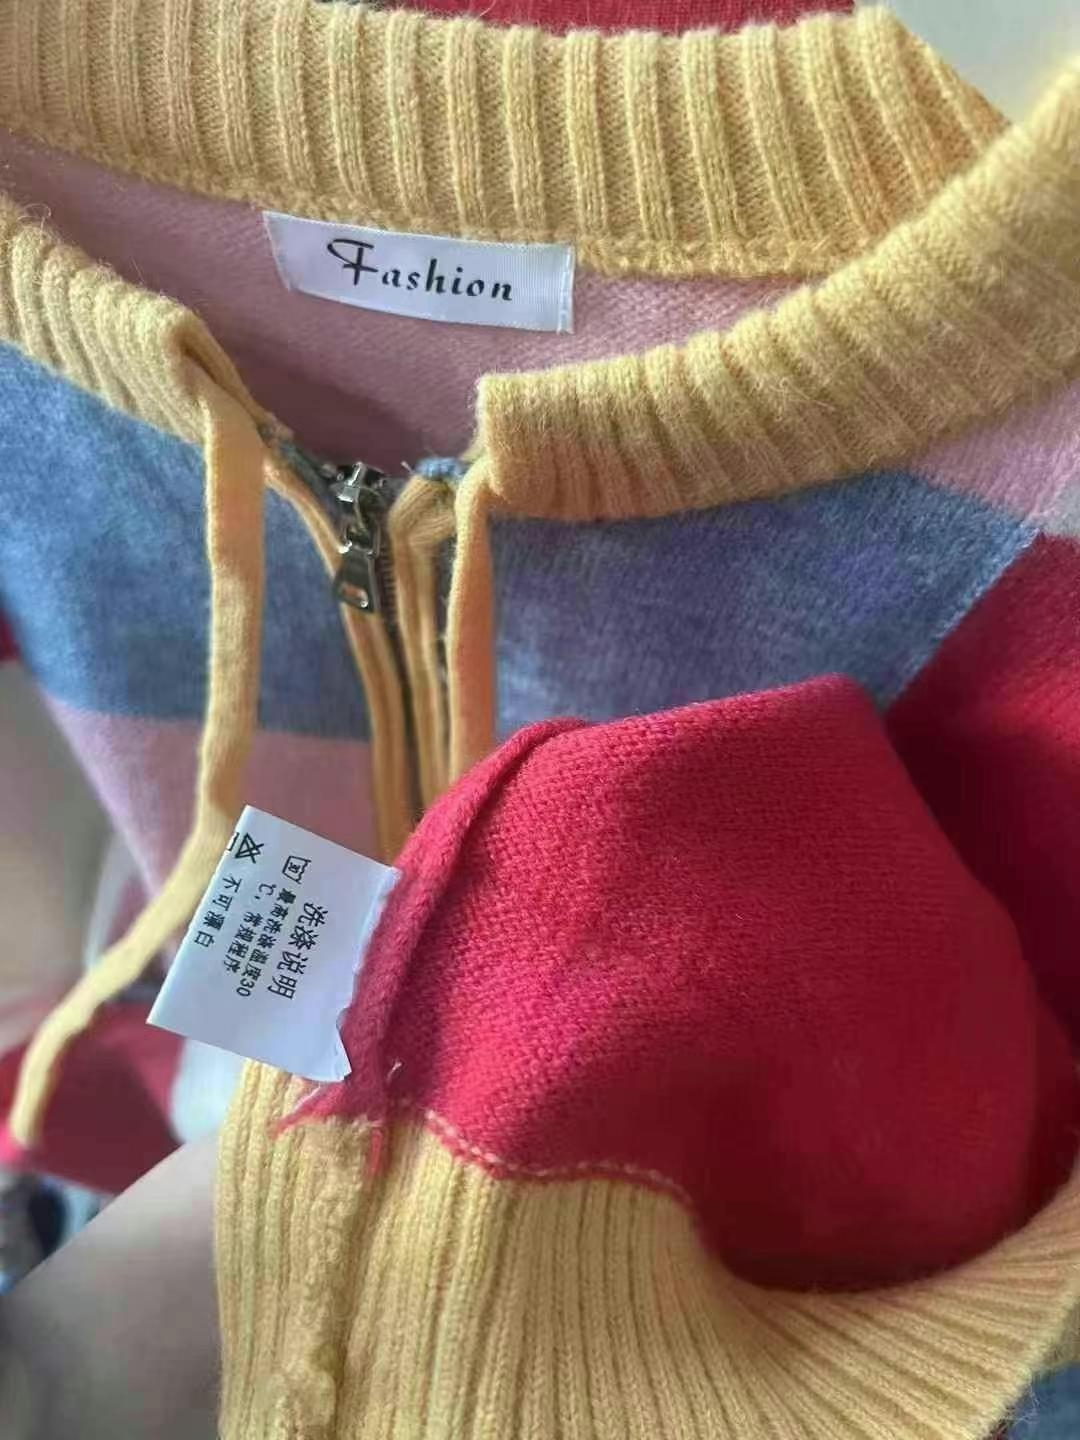 Fashion
洗涤说明
最高洗涤温度30
℃,常规程序
不可漂白